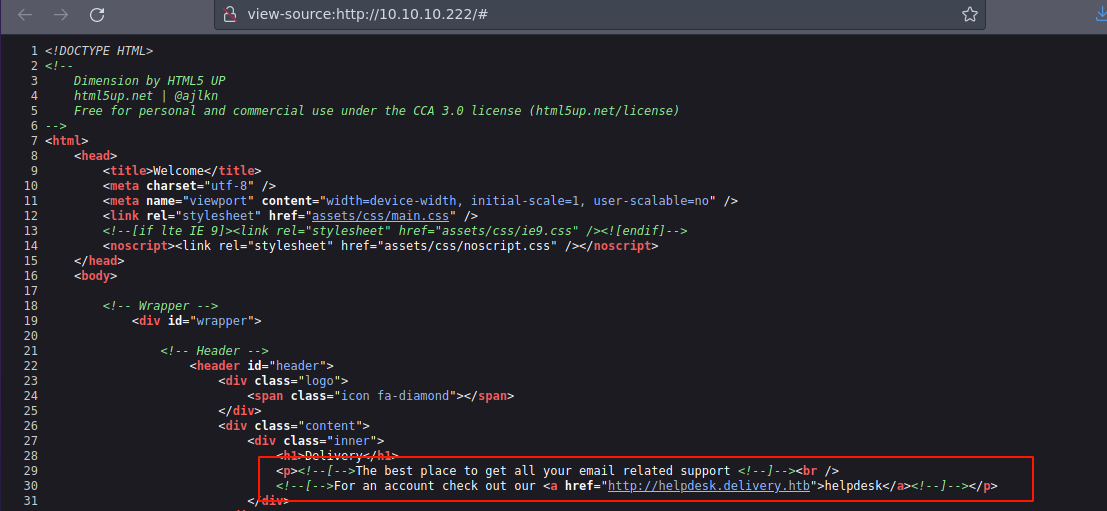 view-source:http://10.10.10.222/#
1 <!DOCTYPE HTML>
2 <!--
3 Dimension by HTML5 UP
4 html5up.net | @ajlkn
5 Free for personal and commercial use under the CCA 3.0 license (html5up.net/license)
6 -->
7 <html>
8 <head>
9 <title>Welcome</title>
10 <meta charset="utf-8" />
11 <meta name="viewport" content="width=device-width, initial-scale=1, user-scalable=no" />
12 <link rel="stylesheet" href="assets/css/main.css" />
13 <!--[if lte IE 9]><link rel="stylesheet" href="assets/css/ie9.css" /><![endif]-->
14 <noscript><link rel="stylesheet" href="assets/css/noscript.css" /></noscript>
15 </head>
16 <body>
17
18 <!-- Wrapper -->
19 <div id="wrapper">
20
21 <!-- Header -->
22 <header id="header">
23 <div class="logo">
24 <span class="icon fa-diamond"></span>
25 </div>
26 <div class="content">
27 <div class="inner">
28 <h1>Delivery</h1>
29 <p><!--[-->The best place to get all your email related support <!--]--><br />
30 <!--[-->For an account check out our <a href="http://helpdesk.delivery.htb">helpdesk</a><!--]--></p>
31 </div>